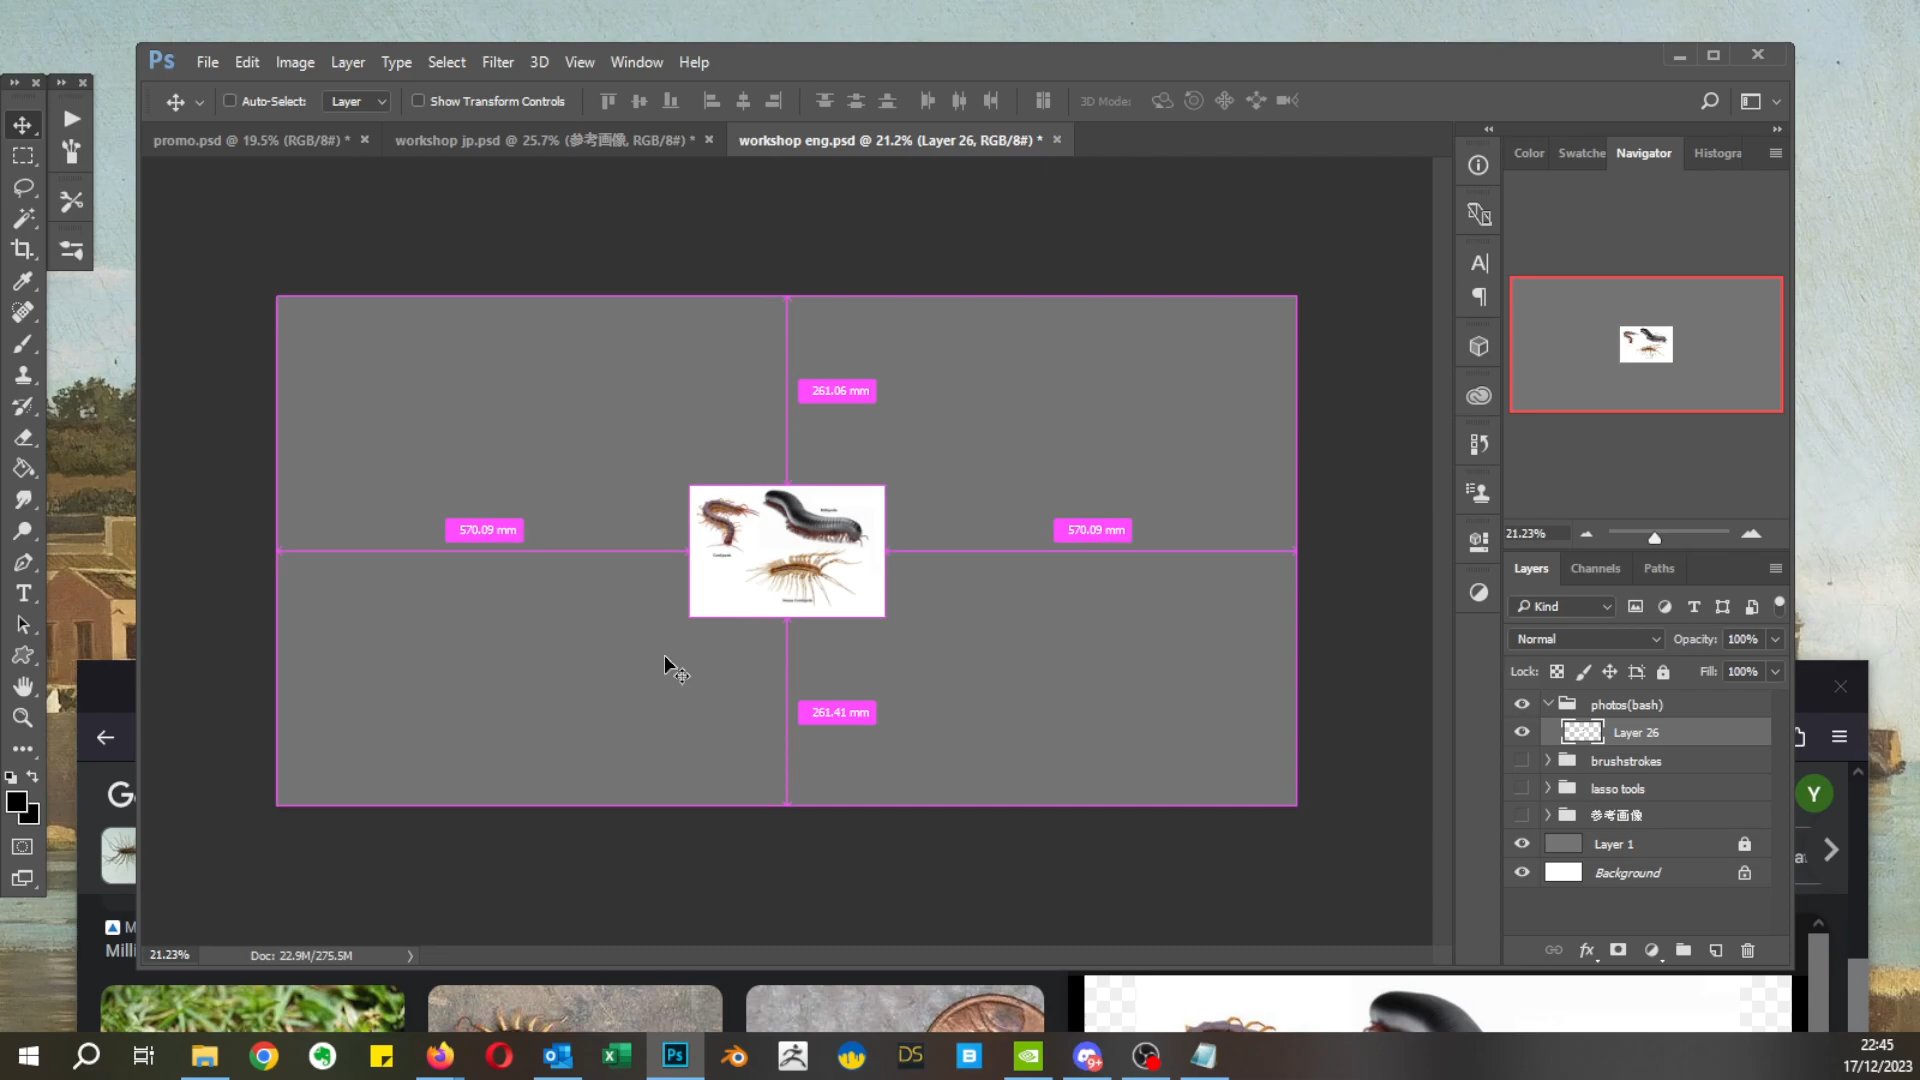 Ps File Edit Image Layer Type Select Filter 3D View Window Help
Auto-Select: Layer Show Transform Controls 3D Mode:
promo.psd @ 19.5% (RGB/8#) * workshop jp.psd @ 25.7% (参考画像, RGB/8#) * workshop eng.psd @ 21.2% (Layer 26, RGB/8#) *
Color Swatche Navigator Histogra
261.06 mm
570.09 mm
570.09 mm
261.41 mm
21.23%
Layers Channels Paths
Kind
Normal Opacity: 100%
Lock: Fill: 100%
photos(bash)
Layer 26
brushstrokes
lasso tools
参考画像
Layer 1
Background
21.23% Doc: 22.9M/275.5M
Y
M
Milli
Ps DS B 9+
22:45
17/12/2023